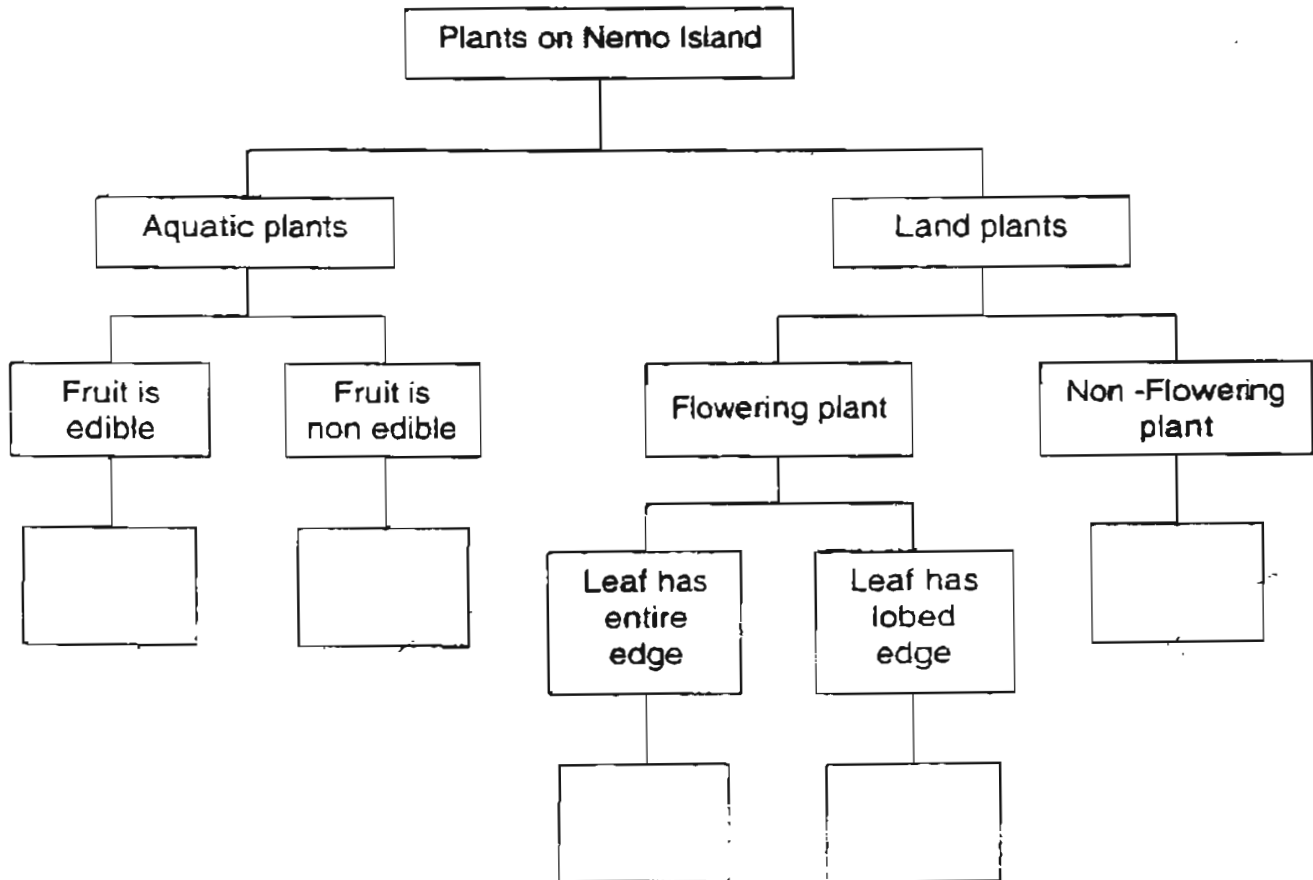 Plants on Nemo Island
Aquatic plants
Land plants
Fruit is
edible
Fruit is
non edible
Flowering plant
Non -Flowering
plant
Leaf has
entire
edge
Leaf has
lobed
edge